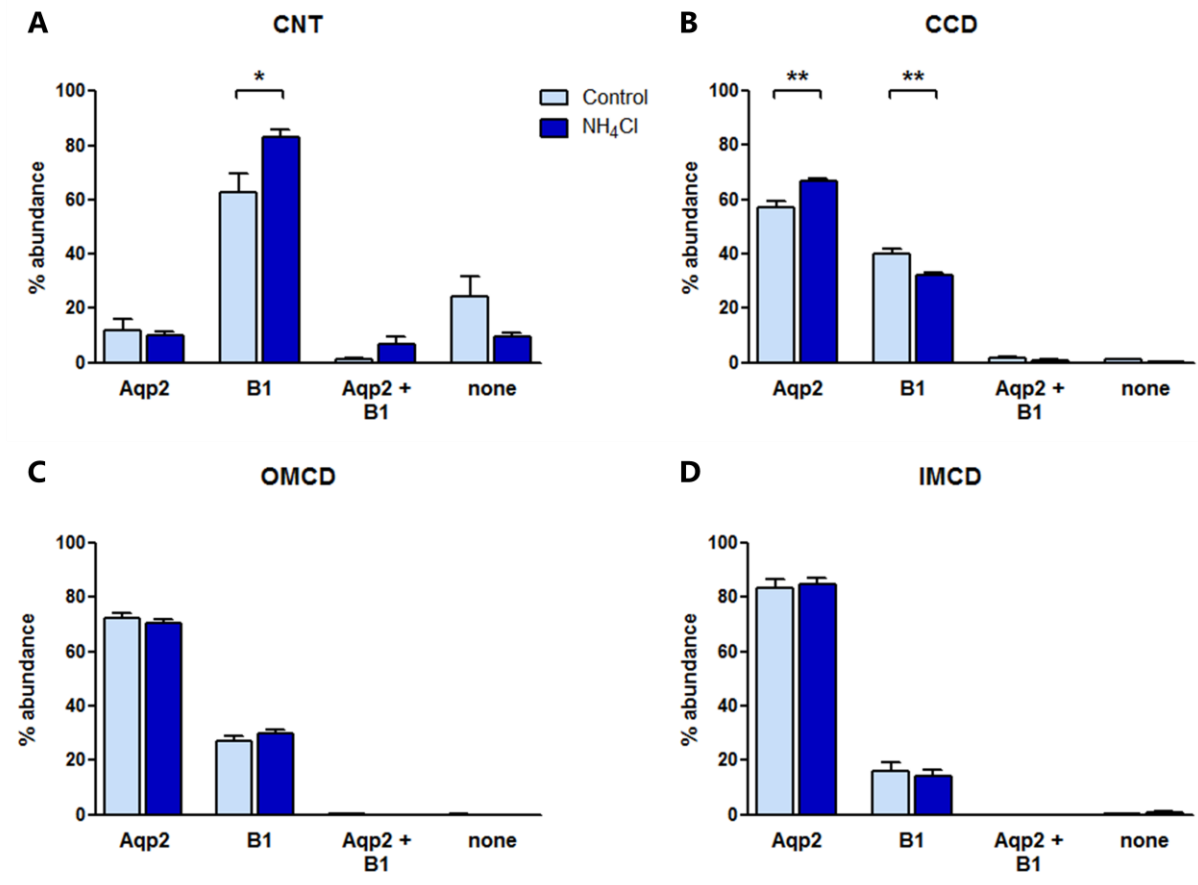 A
CNT
*
100
80
60
40
20
0
% abundance
Aqp2
B1
Aqp2 +
B1
none
Control
NH₄Cl
B
CCD
**
**
100
80
60
40
20
0
% abundance
Aqp2
B1
Aqp2 +
B1
none
C
OMCD
100
80
60
40
20
0
% abundance
Aqp2
B1
Aqp2 +
B1
none
D
IMCD
100
80
60
40
20
0
% abundance
Aqp2
B1
Aqp2 +
B1
none